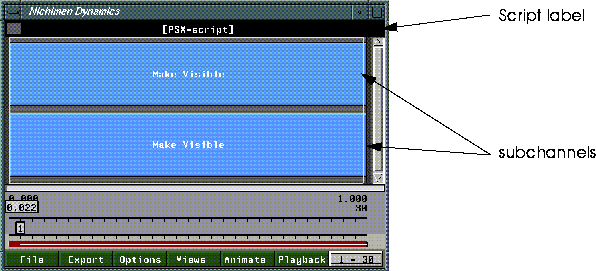 Nichimen Dynamics
Script label
[PSX-script]
Make Visible
Make Visible
subchannels
0.000 1.000
0.022 30
1
File Export Options Views Animate Playback 1 - 30